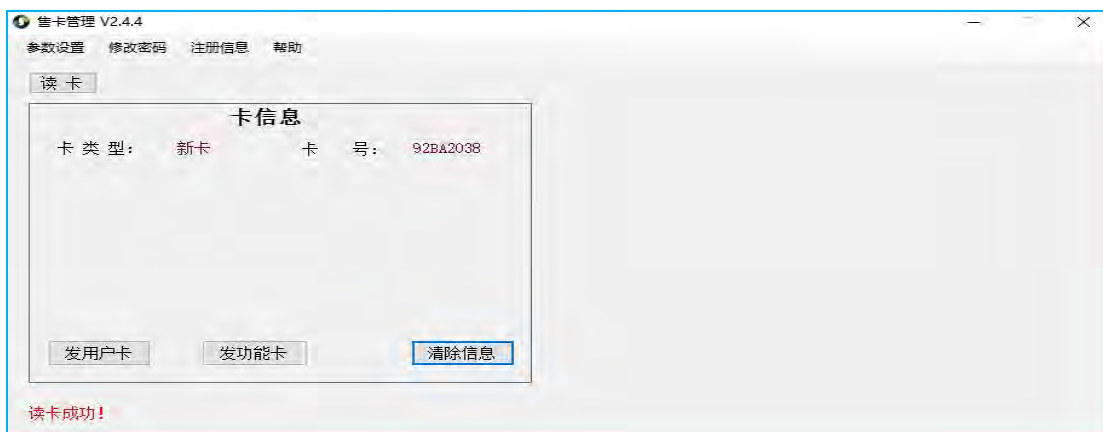 售卡管理 V2.4.4
参数设置 修改密码 注册信息 帮助
读 卡
卡信息
卡 类 型: 新卡 卡 号: 92BA2038
发用户卡 发功能卡 清除信息
读卡成功!